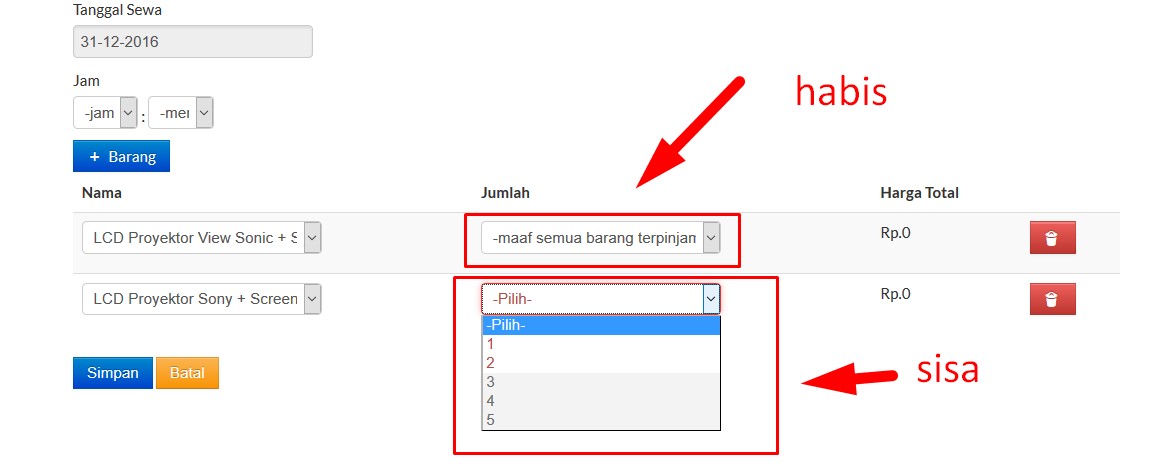 Tanggal Sewa
31-12-2016
Jam
-jam : -mer
+ Barang
Nama Jumlah Harga Total
LCD Proyektor View Sonic + S -maaf semua barang terpinjam Rp.0
LCD Proyektor Sony + Screen -Pilih- Rp.0
-Pilih-
1
2
3
4
5
Simpan Batal
habis
sisa